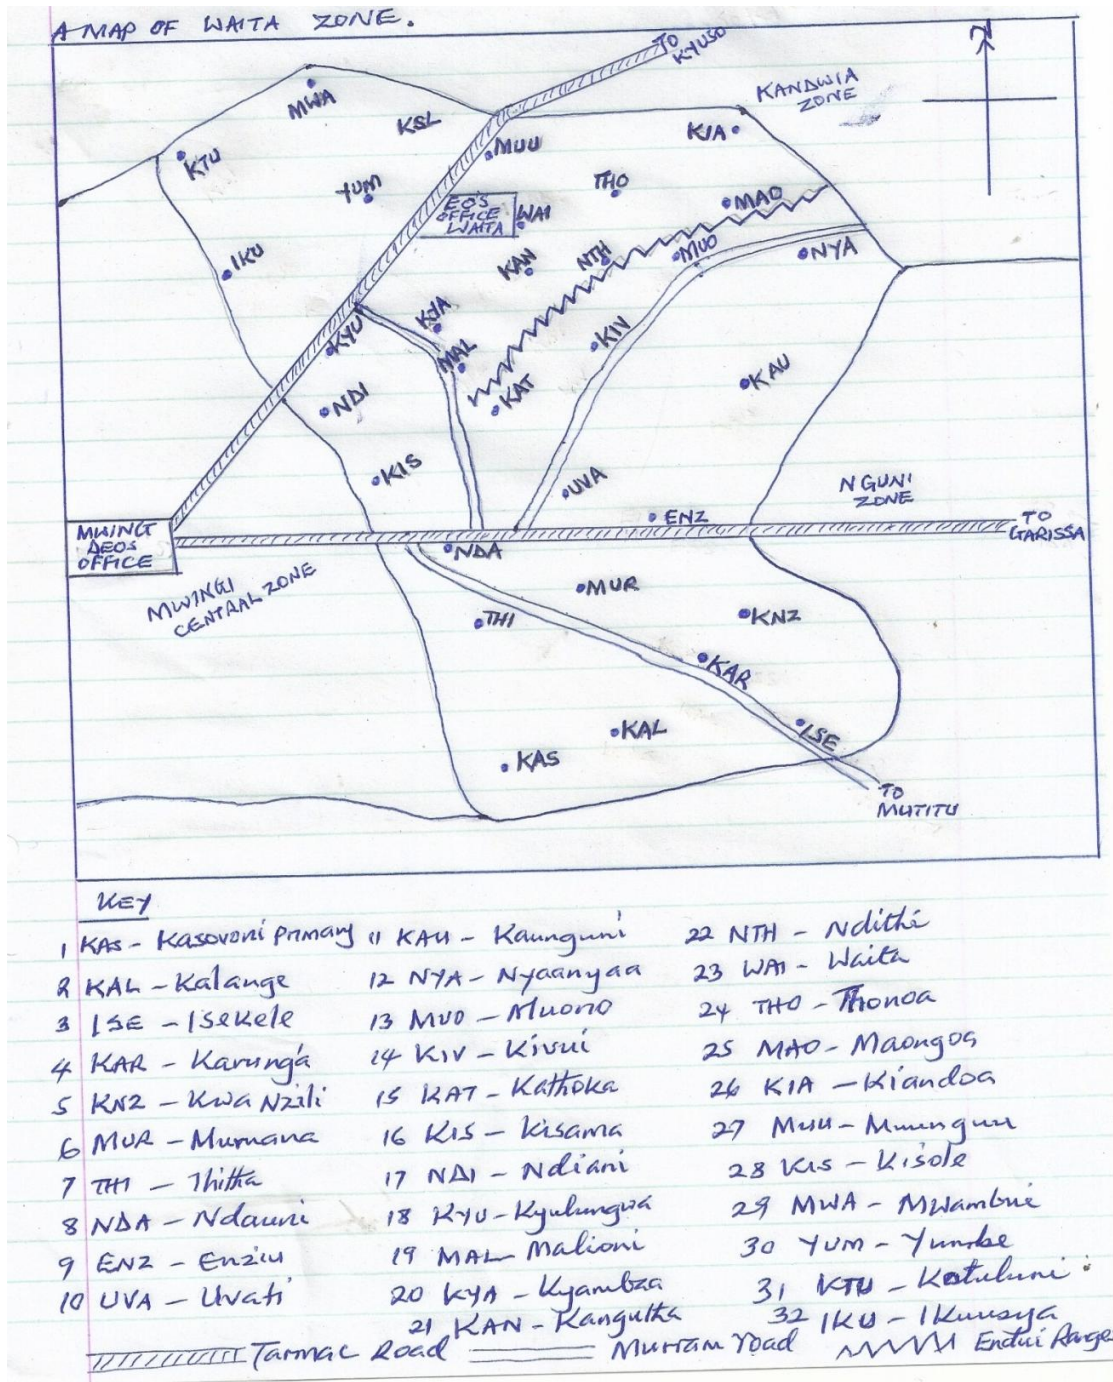 A MAP OF WAITA ZONE.
TO
KYUSO
N
KANDWIA
ZONE
MWA
KSL
KIA
MUU
KTU
YUM
THO
EO'S
OFFICE
WAITA
WAI
MAO
IKU
KAN
NTH
MUO
NYA
KYA
KYU
KIV
MAL
KAU
NDI
KAT
KIS
UVA
NGUNI
ZONE
ENZ
TO
GARISSA
MWINGI
DEOS
OFFICE
NDA
MWINGI
CENTRAL ZONE
MUR
THI
KNZ
KAR
KAL
ISE
KAS
TO
MUTITU
KEY
1 KAS - Kasovoni primary 11 KAU - Kaunguni 22 NTH - Ndithi
2 KAL - Kalange 12 NYA - Nyaanyaa 23 WAI - Waita
3 ISE - Isekele 13 MUO - Muono 24 THO - Thonoa
4 KAR - Karunga 14 KIV - Kivui 25 MAO - Maongoa
5 KNZ - Kwa Nzili 15 KAT - Kathoka 26 KIA - Kiandoa
6 MUR - Mumana 16 KIS - Kisama 27 MUU - Muunguu
7 THI - Thitha 17 NDI - Ndiani 28 KIS - Kisole
8 NDA - Ndauni 18 KYU - Kyulungwa 29 MWA - Mwambui
9 ENZ - Enziu 19 MAL - Malioni 30 YUM - Yumbe
10 UVA - Uvati 20 KYA - Kyambaa 31 KTU - Katuluni
21 KAN - Kangutha 32 IKU - Ikuusya
Tarmac Road Murram road Endui Range